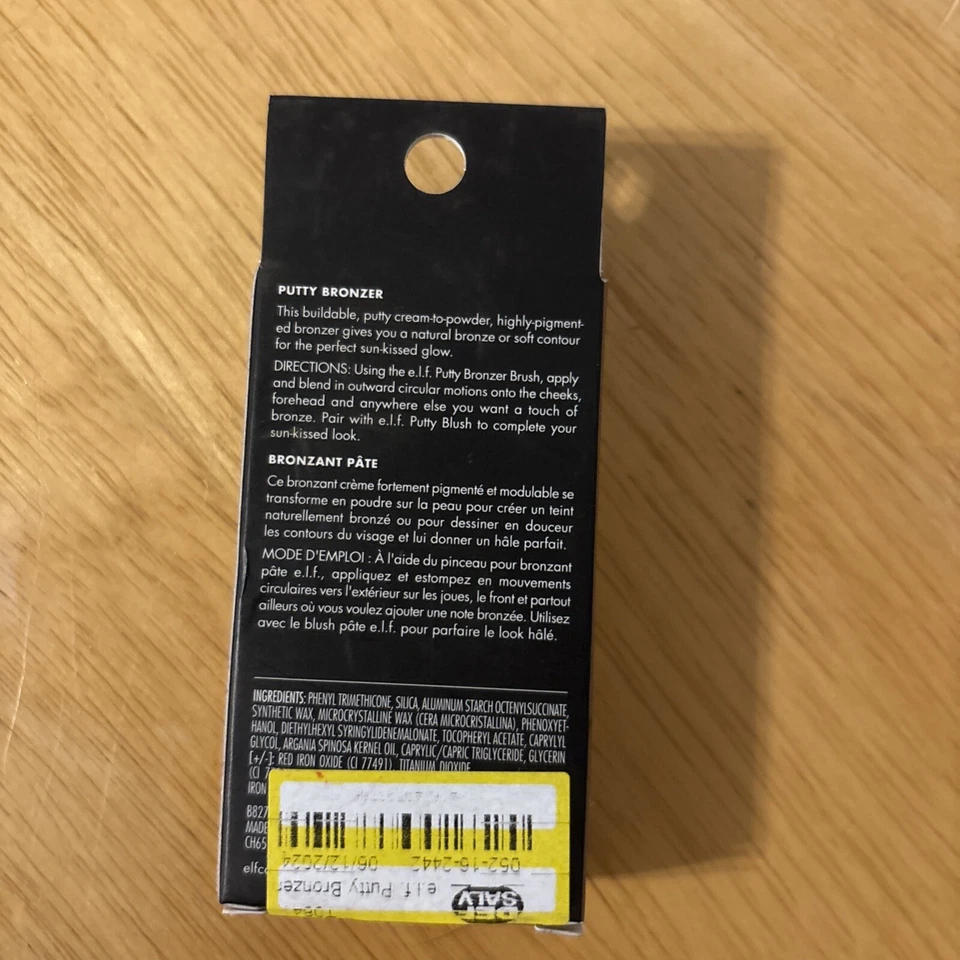 PUTTY BRONZER
This buildable, putty cream-to-powder, highly-pigment-
ed bronzer gives you a natural bronze or soft contour
for the perfect sun-kissed glow.
DIRECTIONS: Using the e.l.f. Putty Bronzer Brush, apply
and blend in outward circular motions onto the cheeks,
forehead and anywhere else you want a touch of
bronze. Pair with e.l.f. Putty Blush to complete your
sun-kissed look.
BRONZANT PÂTE
Ce bronzant crème fortement pigmenté et modulable se
transforme en poudre sur la peau pour créer un teint
naturellement bronzé ou pour dessiner en douceur
les contours du visage et lui donner un hâle parfait.
MODE D'EMPLOI : À l'aide du pinceau pour bronzant
pâte e.l.f., appliquez et estompez en mouvements
circulaires vers l'extérieur sur les joues, le front et partout
ailleurs où vous voulez ajouter une note bronzée. Utilisez
avec le blush pâte e.l.f. pour parfaire le look hâlé.
INGREDIENTS: PHENYL TRIMETHICONE, SILICA, ALUMINUM STARCH OCTENYLSUCCINATE,
SYNTHETIC WAX, MICROCRYSTALLINE WAX (CERA MICROCRISTALLINA), PHENOXYET-
HANOL, DIETHYLHEXYL SYRINGYLIDENEMALONATE, TOCOPHERYL ACETATE, CAPRYLYL
GLYCOL, ARGANIA SPINOSA KERNEL OIL, CAPRYLIC/CAPRIC TRIGLYCERIDE, GLYCERIN
[+/-]: RED IRON OXIDE (CI 77491), TITANIUM DIOXIDE
(CI
IRON
B827
MADE
CH65
elfc
052-16-2442 06/12/2024
e.l.f. Putty Bronzer